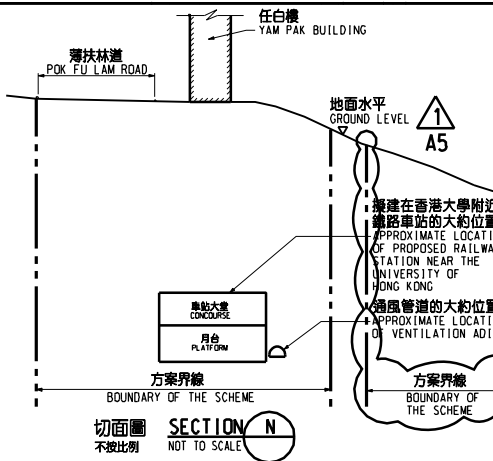 任白樓
YAM PAK BUILDING
薄扶林道
POK FU LAM ROAD
地面水平
GROUND LEVEL
1
A5
擬建在香港大學附近
鐵路車站的大約位置
APPROXIMATE LOCATI
OF PROPOSED RAILWA
STATION NEAR THE
UNIVERSITY OF
HONG KONG
車站大堂
CONCOURSE
月台
PLATFORM
通風管道的大約位置
APPROXIMATE LOCATI
OF VENTILATION ADI
方案界線
BOUNDARY OF THE SCHEME
方案界線
BOUNDARY OF
THE SCHEME
切面圖
不按比例
SECTION N
NOT TO SCALE